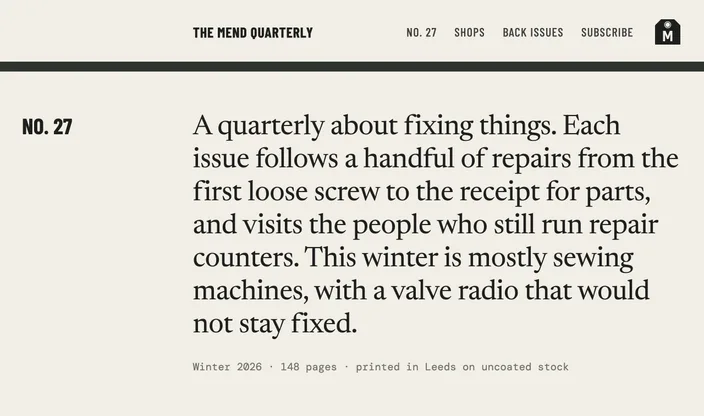 THE MEND QUARTERLY
NO. 27 SHOPS BACK ISSUES SUBSCRIBE
M
NO. 27
A quarterly about fixing things. Each
issue follows a handful of repairs from the
first loose screw to the receipt for parts,
and visits the people who still run repair
counters. This winter is mostly sewing
machines, with a valve radio that would
not stay fixed.
Winter 2026 · 148 pages · printed in Leeds on uncoated stock